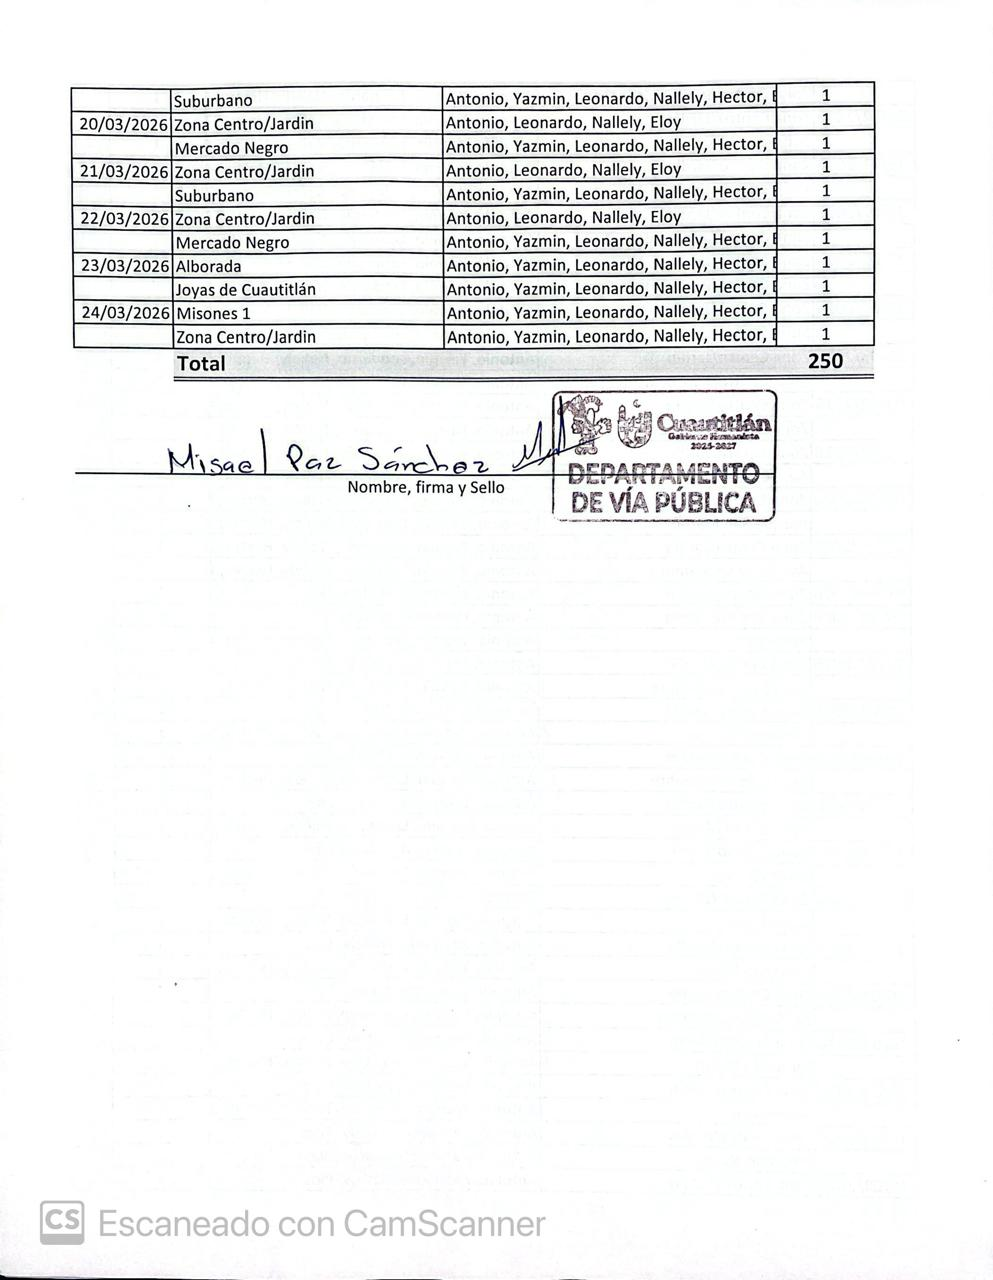 Suburbano Antonio, Yazmin, Leonardo, Nallely, Hector, E 1
20/03/2026 Zona Centro/Jardin Antonio, Leonardo, Nallely, Eloy 1
Mercado Negro Antonio, Yazmin, Leonardo, Nallely, Hector, E 1
21/03/2026 Zona Centro/Jardin Antonio, Leonardo, Nallely, Eloy 1
Suburbano Antonio, Yazmin, Leonardo, Nallely, Hector, E 1
22/03/2026 Zona Centro/Jardin Antonio, Leonardo, Nallely, Eloy 1
Mercado Negro Antonio, Yazmin, Leonardo, Nallely, Hector, E 1
23/03/2026 Alborada Antonio, Yazmin, Leonardo, Nallely, Hector, E 1
Joyas de Cuautitlán Antonio, Yazmin, Leonardo, Nallely, Hector, E 1
24/03/2026 Misones 1 Antonio, Yazmin, Leonardo, Nallely, Hector, E 1
Zona Centro/Jardin Antonio, Yazmin, Leonardo, Nallely, Hector, E 1
Total 250
Cuautitlán
Gobierno Humanista
2025-2027
Misael Paz Sánchez
DEPARTAMENTO
DE VÍA PÚBLICA
Nombre, firma y Sello
CS Escaneado con CamScanner